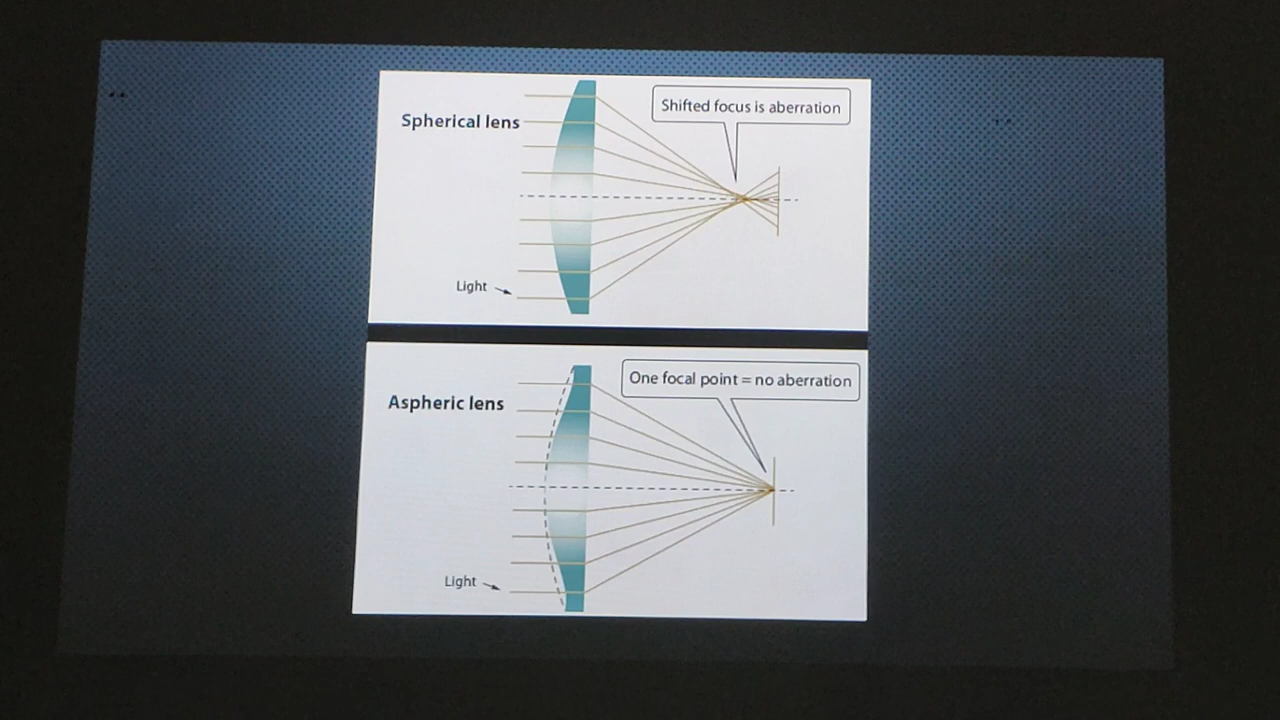 Spherical lens
Shifted focus is aberration
Light
Aspheric lens
One focal point = no aberration
Light